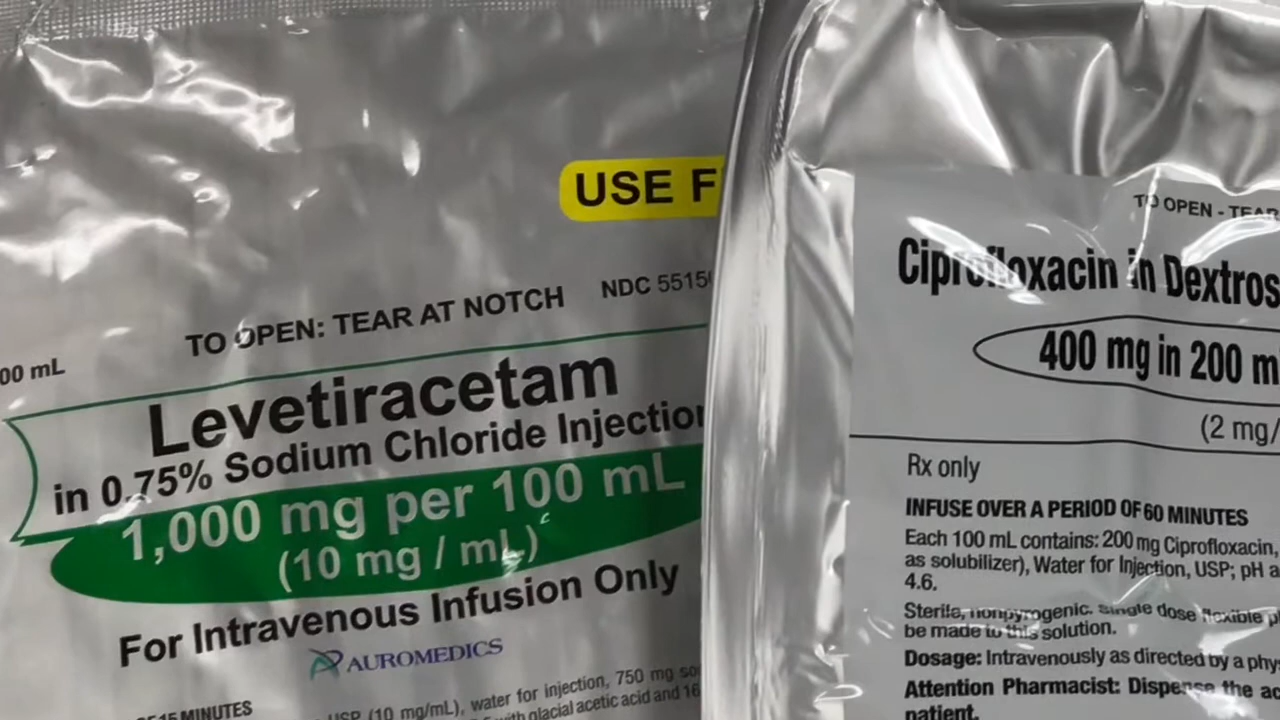 USE F
TO OPEN: TEAR AT NOTCH
NDC 5515
00 mL
Levetiracetam
in 0.75% Sodium Chloride Injection
1,000 mg per 100 mL
(10 mg / mL)
For Intravenous Infusion Only
AUROMEDICS
15 MINUTES
USP (10 mg/mL), water for injection, 750 mg so
with glacial acetic acid and 16
TO OPEN - TEAR
Ciprofloxacin in Dextros
400 mg in 200 m
(2 mg/
Rx only
INFUSE OVER A PERIOD OF 60 MINUTES
Each 100 mL contains: 200 mg Ciprofloxacin,
as solubilizer), Water for Injection, USP; pH a
4.6.
Sterile, nonpyrogenic. single dose flexible p
be made to this solution.
Dosage: Intravenously as directed by a phys
Attention Pharmacist: Dispense the ac
patient.